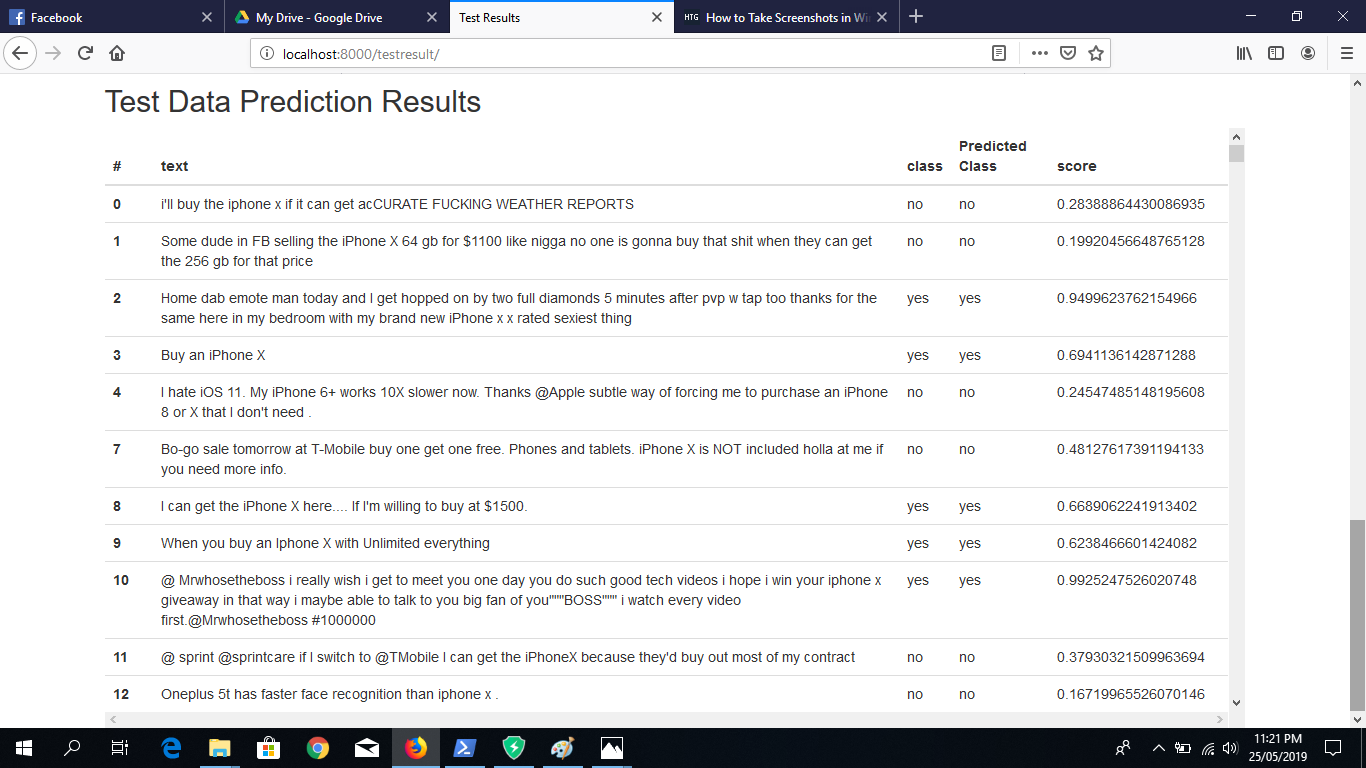 Facebook
My Drive - Google Drive
Test Results
HTG How to Take Screenshots in Wi
localhost:8000/testresult/
Test Data Prediction Results
# text class Predicted Class score
0 i'll buy the iphone x if it can get acCURATE FUCKING WEATHER REPORTS no no 0.28388864430086935
1 Some dude in FB selling the iPhone X 64 gb for $1100 like nigga no one is gonna buy that shit when they can get no no 0.19920456648765128
the 256 gb for that price
2 Home dab emote man today and I get hopped on by two full diamonds 5 minutes after pvp w tap too thanks for the yes yes 0.9499623762154966
same here in my bedroom with my brand new iPhone x x rated sexiest thing
3 Buy an iPhone X yes yes 0.6941136142871288
4 I hate iOS 11. My iPhone 6+ works 10X slower now. Thanks @Apple subtle way of forcing me to purchase an iPhone no no 0.24547485148195608
8 or X that I don't need .
7 Bo-go sale tomorrow at T-Mobile buy one get one free. Phones and tablets. iPhone X is NOT included holla at me if no no 0.48127617391194133
you need more info.
8 I can get the iPhone X here.... If I'm willing to buy at $1500. yes yes 0.6689062241913402
9 When you buy an Iphone X with Unlimited everything yes yes 0.6238466601424082
10 @ Mrwhosetheboss i really wish i get to meet you one day you do such good tech videos i hope i win your iphone x yes yes 0.9925247526020748
giveaway in that way i maybe able to talk to you big fan of you""""BOSS"""" i watch every video
first.@Mrwhosetheboss #1000000
11 @ sprint @sprintcare if I switch to @TMobile I can get the iPhoneX because they'd buy out most of my contract no no 0.37930321509963694
12 Oneplus 5t has faster face recognition than iphone x . no no 0.16719965526070146
11:21 PM
25/05/2019